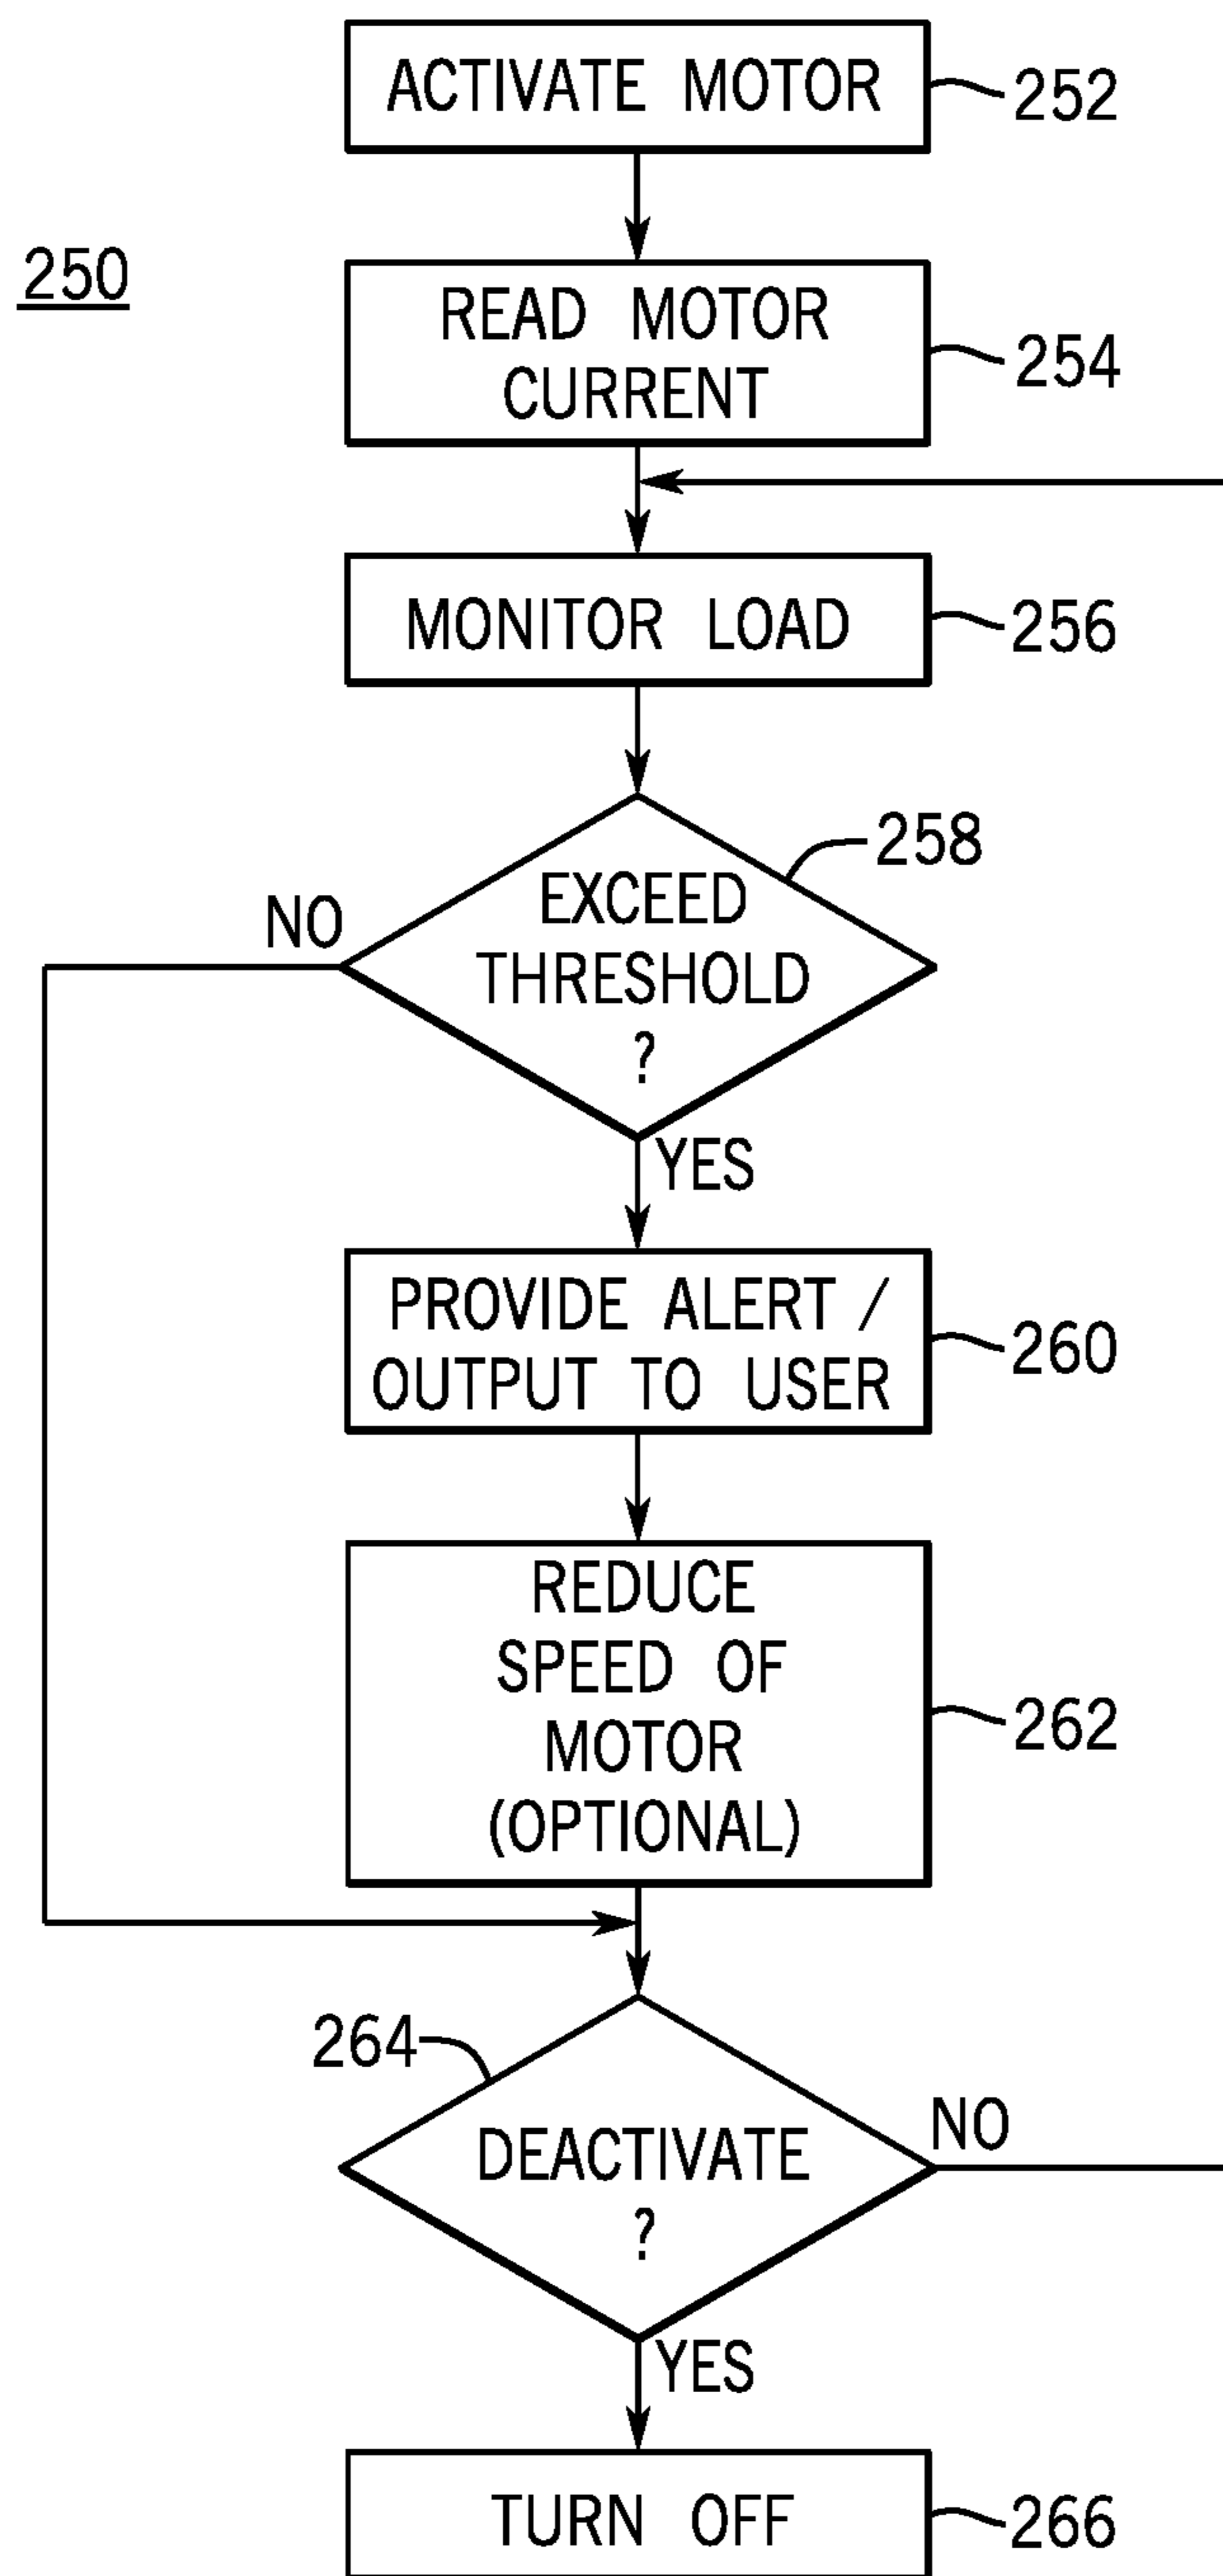 ACTIVATE MOTOR
252
250
READ MOTOR
CURRENT
254
MONITOR LOAD
256
258
EXCEED
THRESHOLD
?
NO
YES
PROVIDE ALERT /
OUTPUT TO USER
260
REDUCE
SPEED OF
MOTOR
(OPTIONAL)
262
264
DEACTIVATE
?
NO
YES
TURN OFF
266